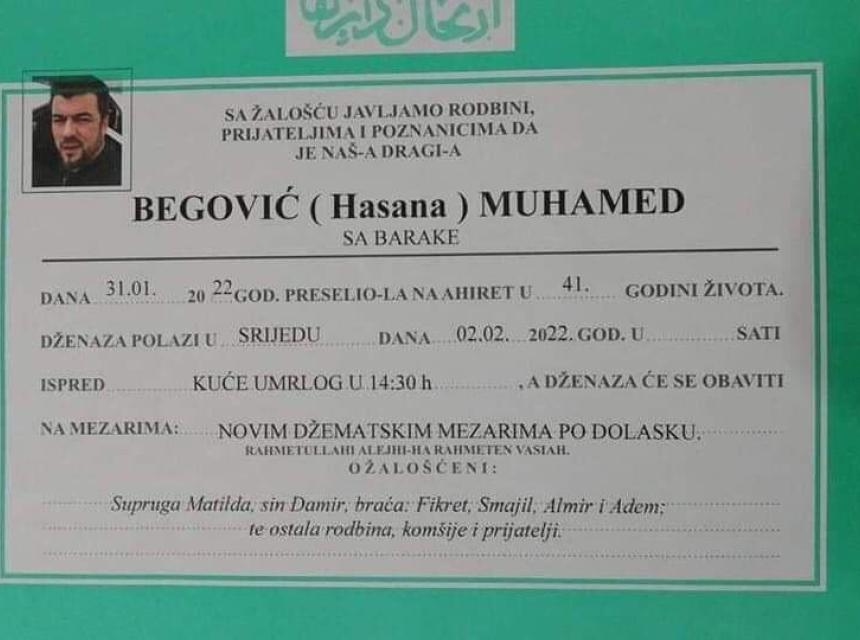 SA ŽALOŠĆU JAVLJAMO RODBINI,
PRIJATELJIMA I POZNANICIMA DA
JE NAŠ-A DRAGI-A
BEGOVIĆ ( Hasana ) MUHAMED
SA BARAKE
DANA 31.01. 20 22 GOD. PRESELIO-LA NA AHIRET U 41. GODINI ŽIVOTA.
DŽENAZA POLAZI U SRIJEDU DANA 02.02. 2022. GOD. U SATI
ISPRED KUĆE UMRLOG U 14:30 h , A DŽENAZA ĆE SE OBAVITI
NA MEZARIMA: NOVIM DŽEMATSKIM MEZARIMA PO DOLASKU.
RAHMETULLAHI ALEJHI-HA RAHMETEN VASIAH.
OŽALOŠĆENI:
Supruga Matilda, sin Damir, braća: Fikret, Smajil, Almir i Adem;
te ostala rodbina, komšije i prijatelji.